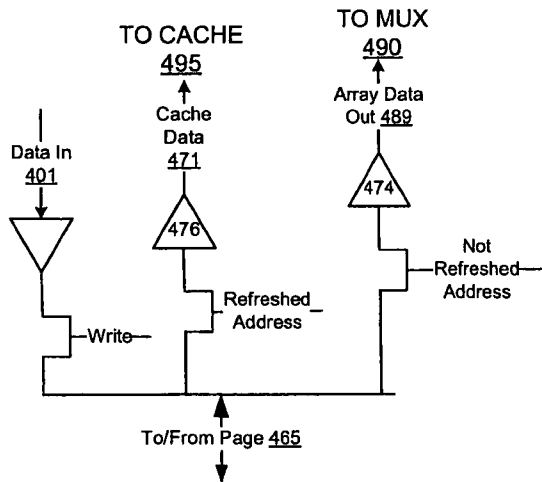 TO CACHE
495
TO MUX
490
Data In
401
Cache
Data
471
Array Data
Out 489
476
474
Write
Refreshed
Address
Not
Refreshed
Address
To/From Page 465